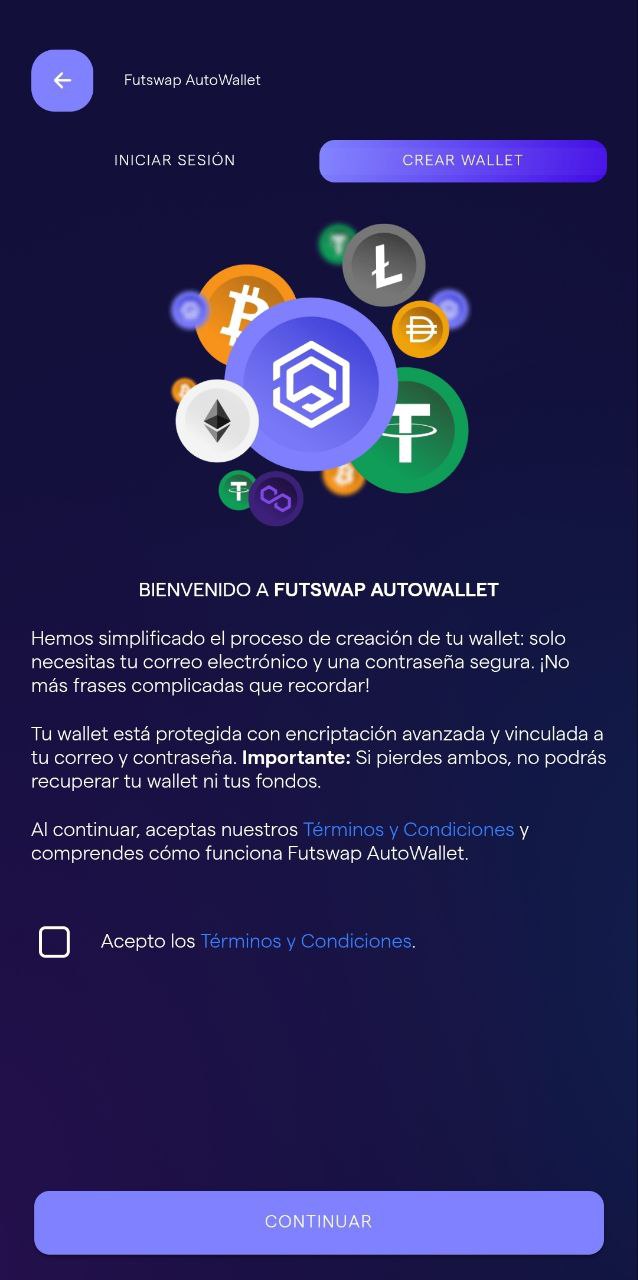 Futswap AutoWallet
INICIAR SESIÓN
CREAR WALLET
BIENVENIDO A FUTSWAP AUTOWALLET
Hemos simplificado el proceso de creación de tu wallet: solo
necesitas tu correo electrónico y una contraseña segura. ¡No
más frases complicadas que recordar!
Tu wallet está protegida con encriptación avanzada y vinculada a
tu correo y contraseña. Importante: Si pierdes ambos, no podrás
recuperar tu wallet ni tus fondos.
Al continuar, aceptas nuestros Términos y Condiciones y
comprendes cómo funciona Futswap AutoWallet.
Acepto los Términos y Condiciones.
CONTINUAR